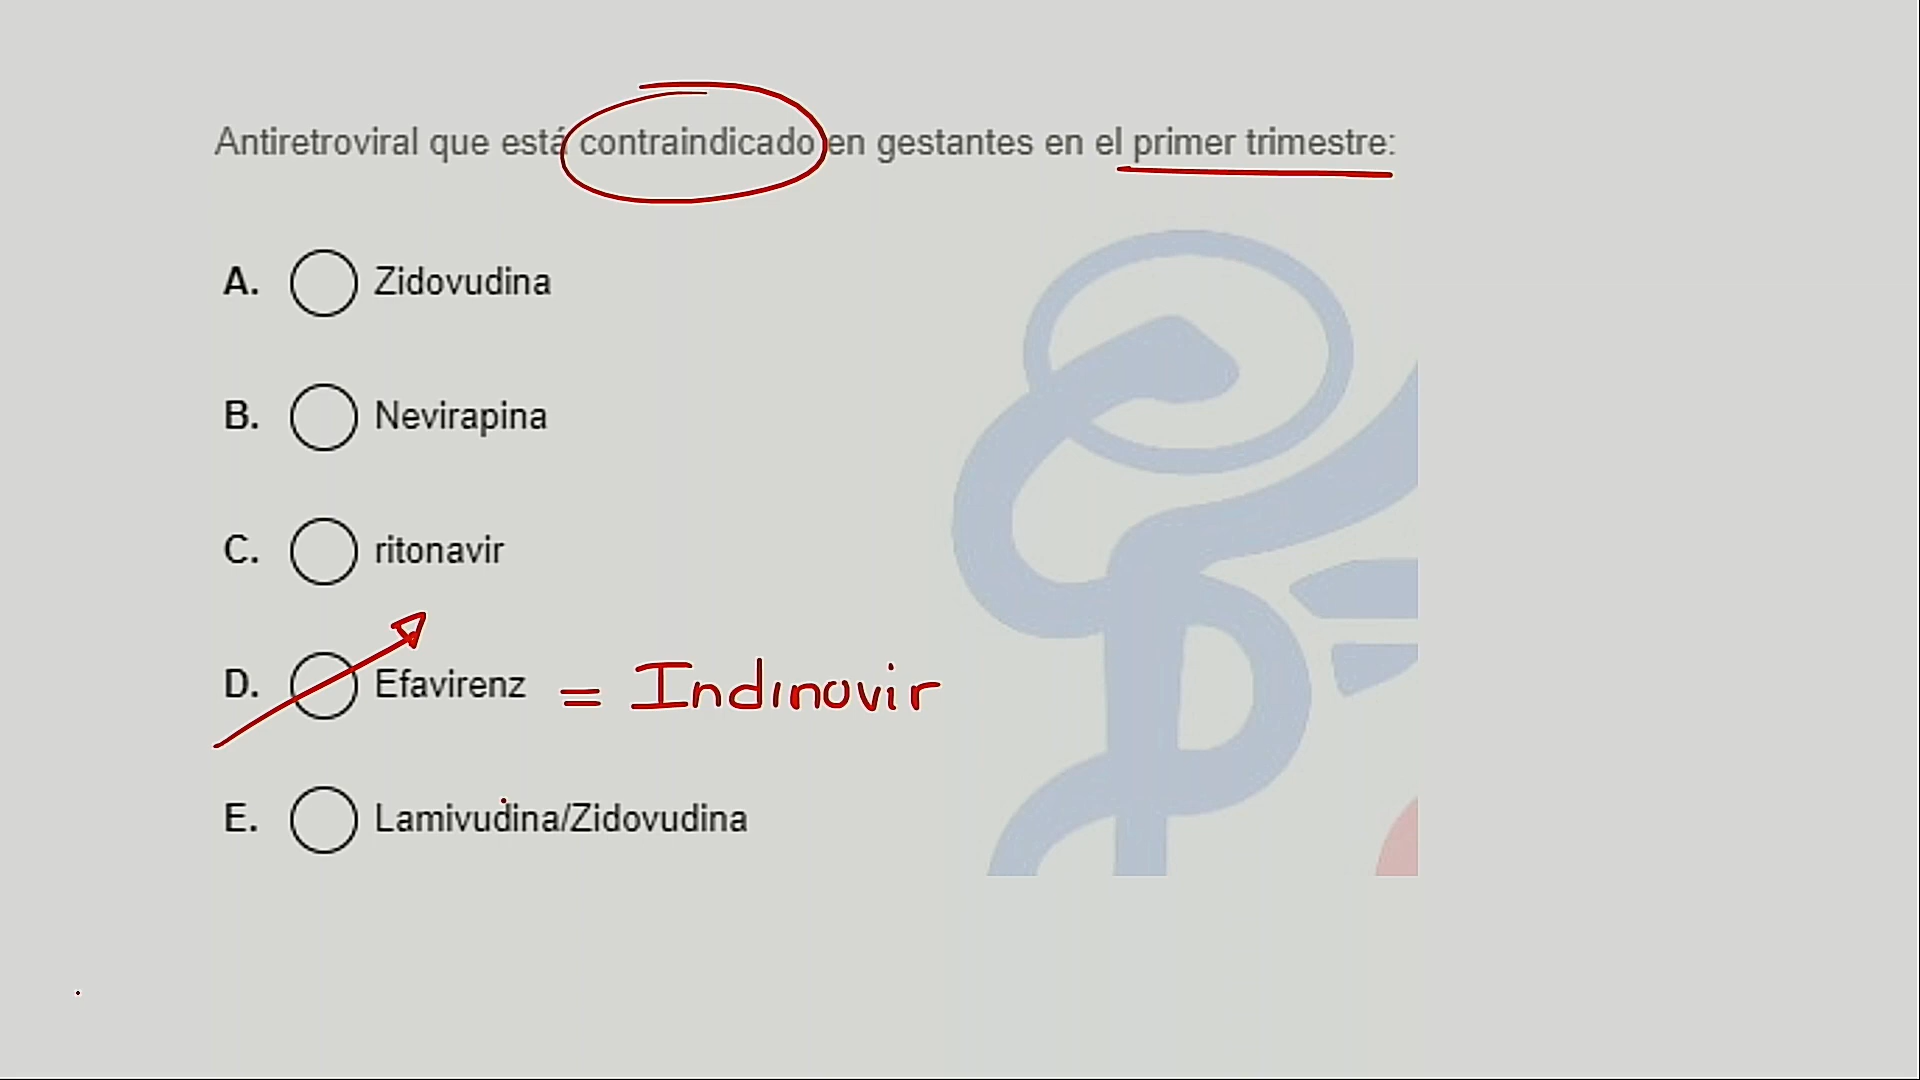 Antiretroviral que está contraindicado en gestantes en el primer trimestre:
A. Zidovudina
B. Nevirapina
C. ritonavir
D. Efavirenz = Indinovir
E. Lamivudina/Zidovudina